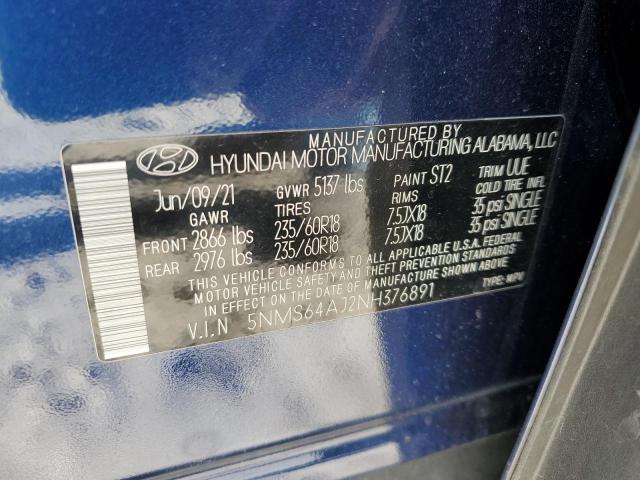 MANUFACTURED BY
HYUNDAI MOTOR MANUFACTURING ALABAMA, LLC
Jun/09/21 GVWR 5137 lbs PAINT ST2 TRIM UUE
GAWR TIRES RIMS COLD TIRE INFL
FRONT 2866 lbs 235/60R18 7.5JX18 35 psi SINGLE
REAR 2976 lbs 235/60R18 7.5JX18 35 psi SINGLE
THIS VEHICLE CONFORMS TO ALL APPLICABLE U.S.A. FEDERAL
MOTOR VEHICLE SAFETY AND THEFT PREVENTION STANDARDS
IN EFFECT ON THE DATE OF MANUFACTURE SHOWN ABOVE.
V.I.N 5NMS64AJ2NH376891 TYPE: MPV